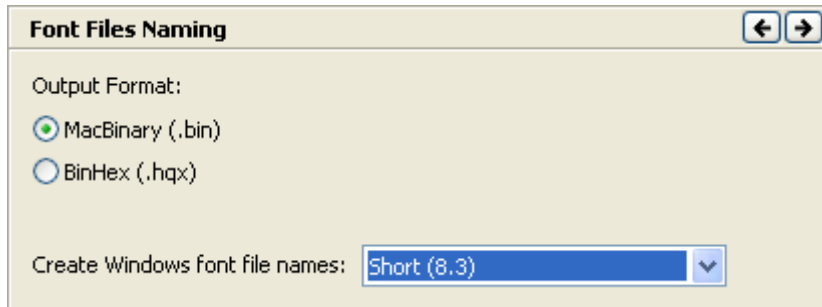 Font Files Naming
Output Format:
MacBinary (.bin)
BinHex (.hqx)
Create Windows font file names: Short (8.3)